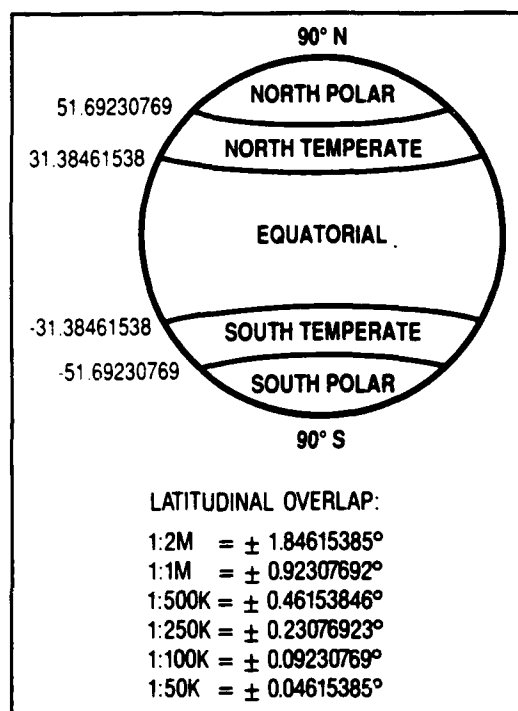 90° N
NORTH POLAR
51.69230769
NORTH TEMPERATE
31.38461538
EQUATORIAL
-31.38461538
SOUTH TEMPERATE
-51.69230769
SOUTH POLAR
90° S
LATITUDINAL OVERLAP:
1:2M = ± 1.84615385°
1:1M = ± 0.92307692°
1:500K = ± 0.46153846°
1:250K = ± 0.23076923°
1:100K = ± 0.09230769°
1:50K = ± 0.04615385°